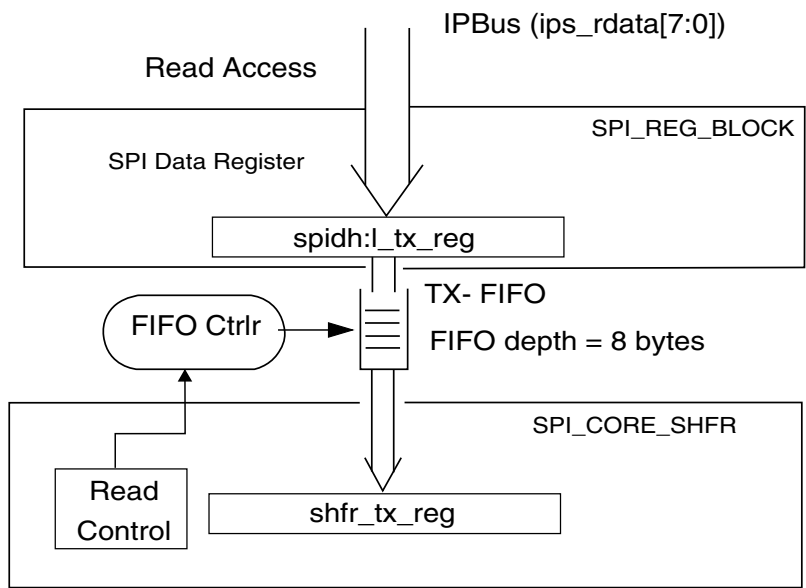 IPBus (ips_rdata[7:0])
Read Access
SPI_REG_BLOCK
SPI Data Register
spidh:l_tx_reg
TX- FIFO
FIFO Ctrlr
FIFO depth = 8 bytes
SPI_CORE_SHFR
Read
Control
shfr_tx_reg